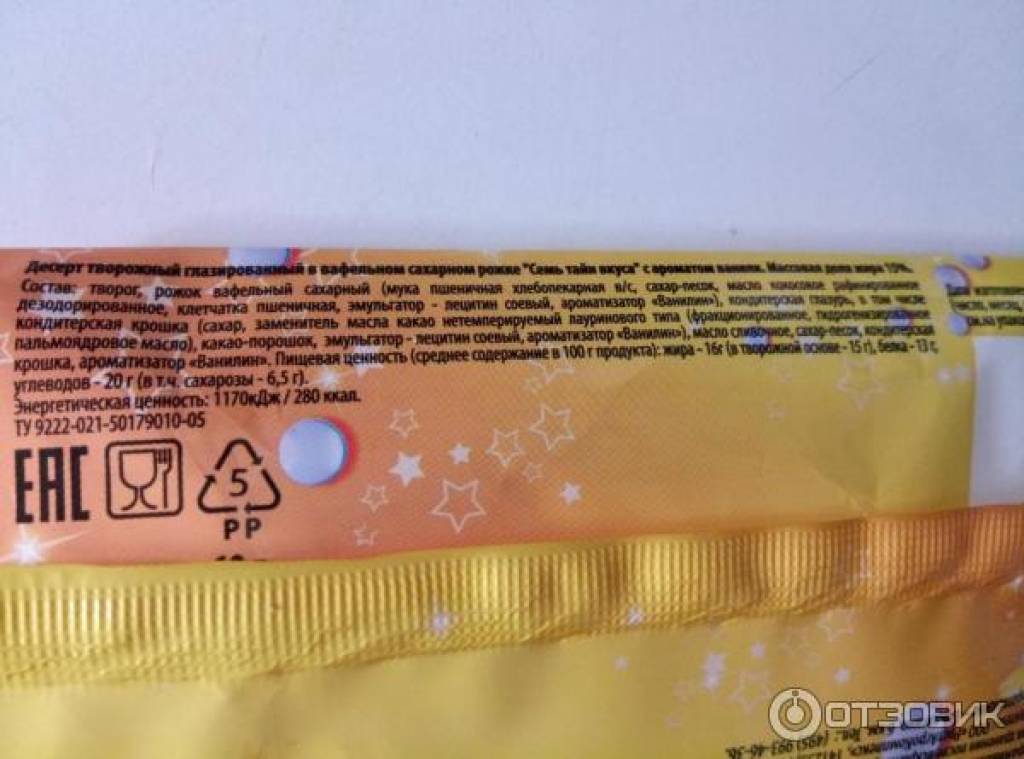 Десерт творожный глазированный в вафельном сахарном рожке "Семь тайн вкуса" с ароматом ванили. Массовая доля жира 15%.
Состав: творог, рожок вафельный сахарный (мука пшеничная хлебопекарная в/с, сахар-песок, масло кокосовое рафинированное
дезодорированное, клетчатка пшеничная, эмульгатор - лецитин соевый, ароматизатор «Ванилин»), кондитерская глазурь, в том числе:
кондитерская крошка (сахар, заменитель масла какао нетемперируемый лауринового типа (фракционированное, гидрогенизированное
пальмоядровое масло), какао-порошок, эмульгатор - лецитин соевый, ароматизатор «Ванилин»), масло сливочное, сахар-песок, кондитерская
крошка, ароматизатор «Ванилин». Пищевая ценность (среднее содержание в 100 г продукта): жира - 16г (в творожной основе - 15 г), белка - 13 г,
углеводов - 20 г (в т.ч. сахарозы - 6,5 г).
Энергетическая ценность: 1170кДж / 280 ккал.
ТУ 9222-021-50179010-05
EAC
5
PP
ОТЗОВИК
(495) 993-46-36.